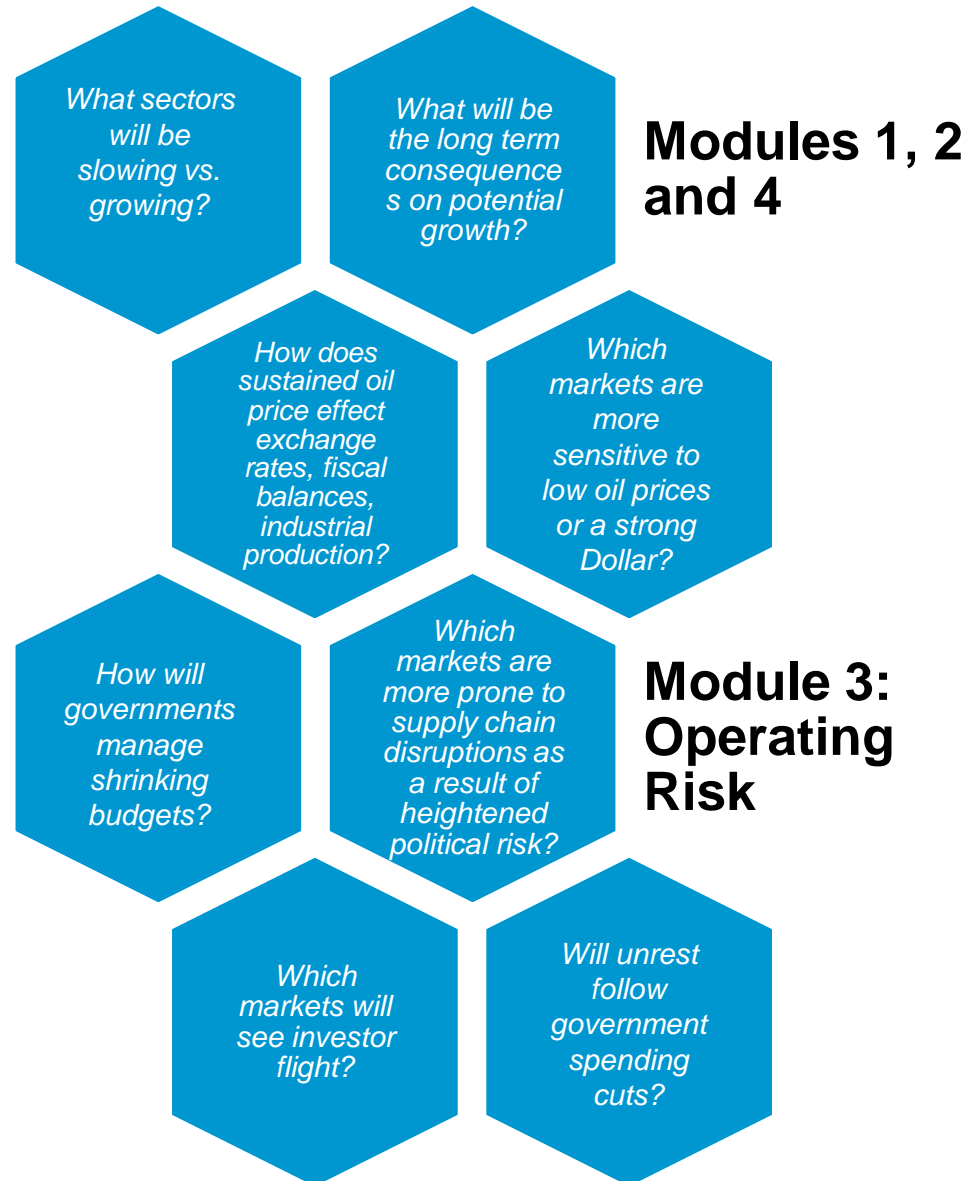 What sectors
will be
slowing vs.
growing?
What will be
the long term
consequence
s on potential
growth?
Modules 1, 2
and 4
How does
sustained oil
price effect
exchange
rates, fiscal
balances,
industrial
production?
Which
markets are
more
sensitive to
low oil prices
or a strong
Dollar?
How will
governments
manage
shrinking
budgets?
Which
markets are
more prone to
supply chain
disruptions as
a result of
heightened
political risk?
Module 3:
Operating
Risk
Which
markets will
see investor
flight?
Will unrest
follow
government
spending
cuts?